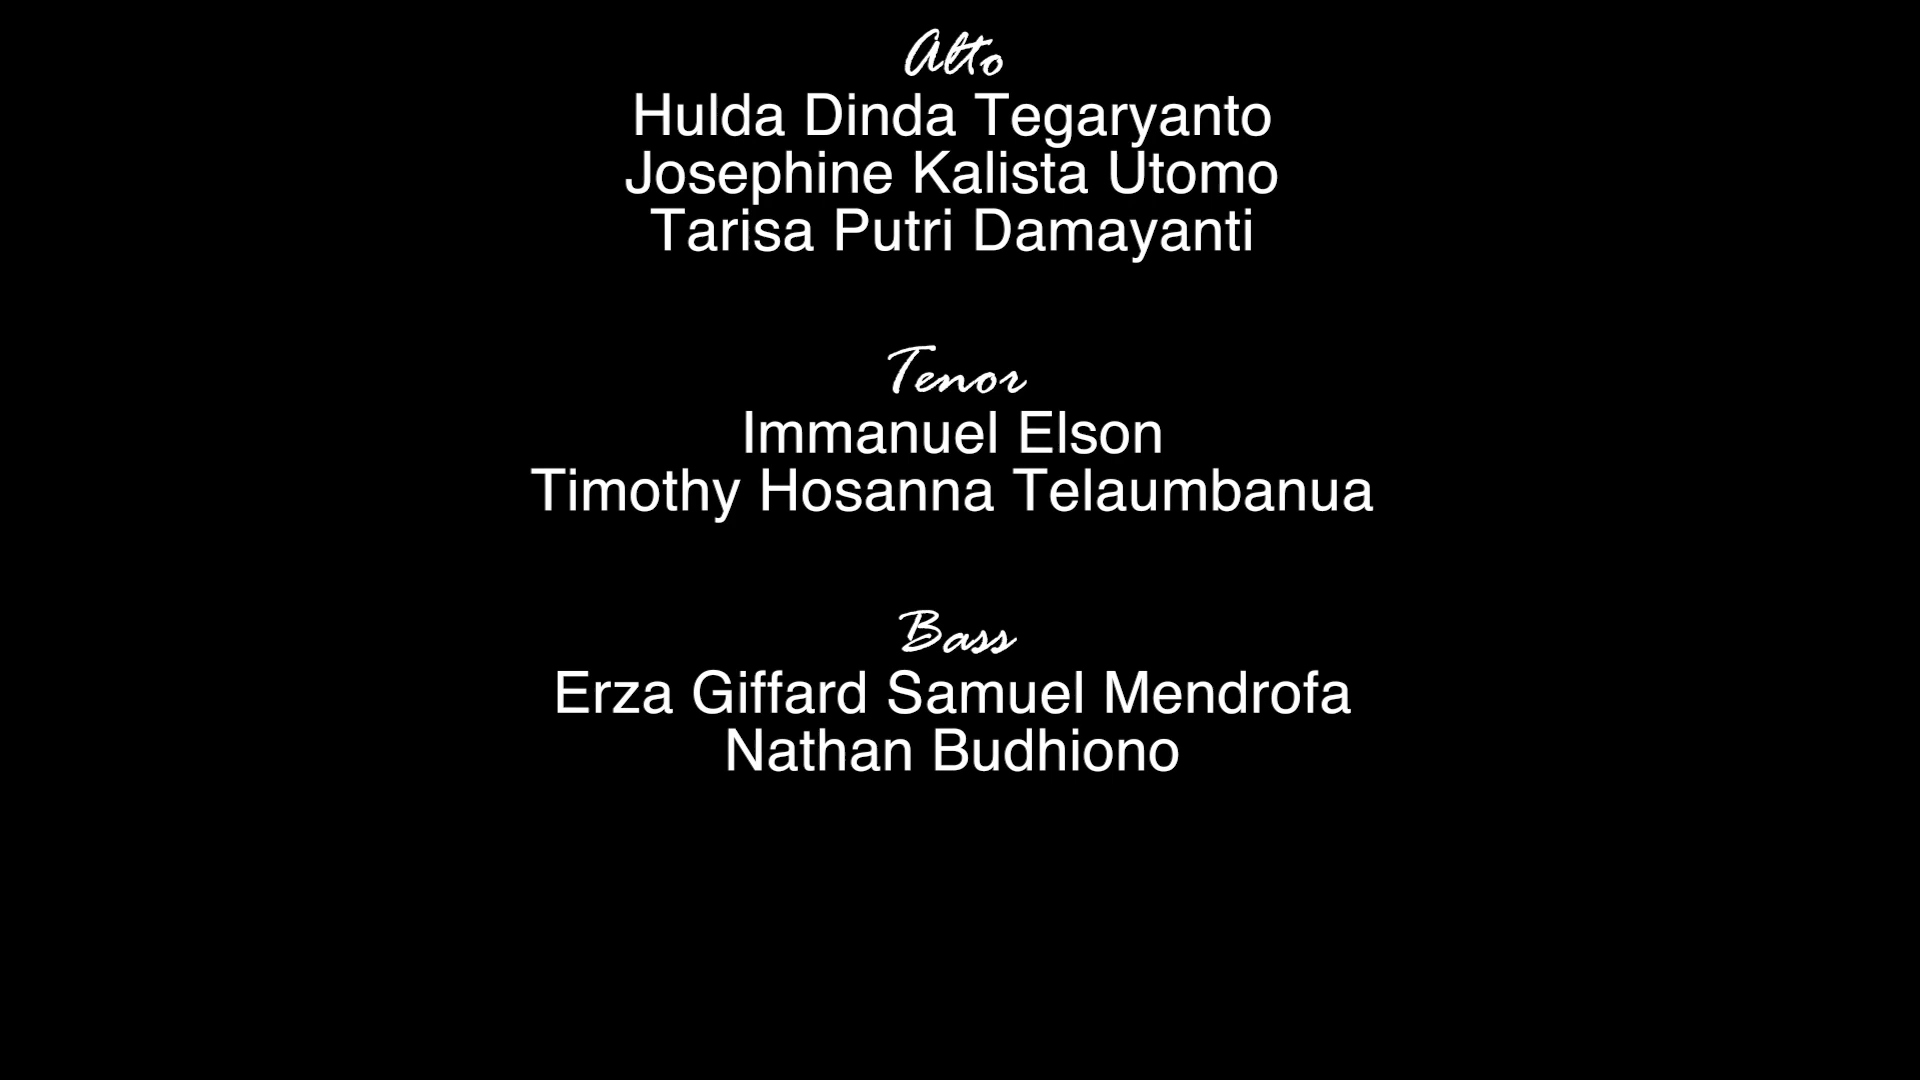 Alto
Hulda Dinda Tegaryanto
Josephine Kalista Utomo
Tarisa Putri Damayanti
Tenor
Immanuel Elson
Timothy Hosanna Telaumbanua
Bass
Erza Giffard Samuel Mendrofa
Nathan Budhiono